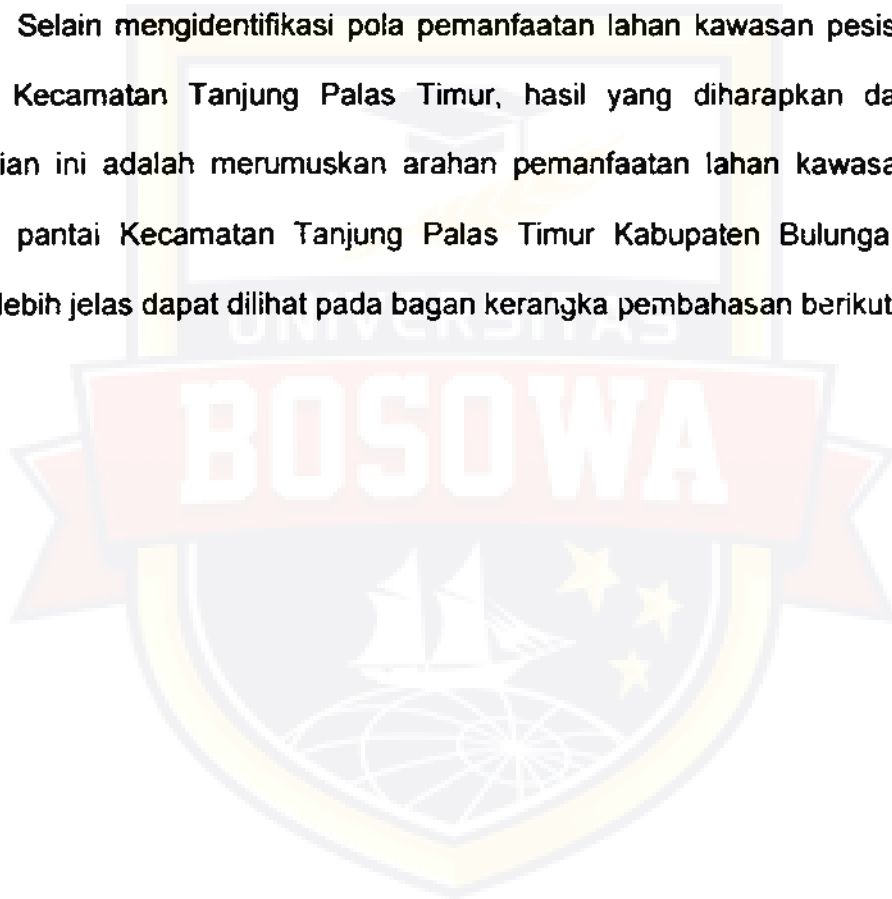 Selain mengidentifikasi pola pemanfaatan lahan kawasan pesis
Kecamatan Tanjung Palas Timur, hasil yang diharapkan da
ian ini adalah merumuskan arahan pemanfaatan lahan kawasa
pantai Kecamatan Tanjung Palas Timur Kabupaten Bulunga
lebih jelas dapat dilihat pada bagan kerangka pembahasan berikut
UNIVERSITAS
BOSOWA